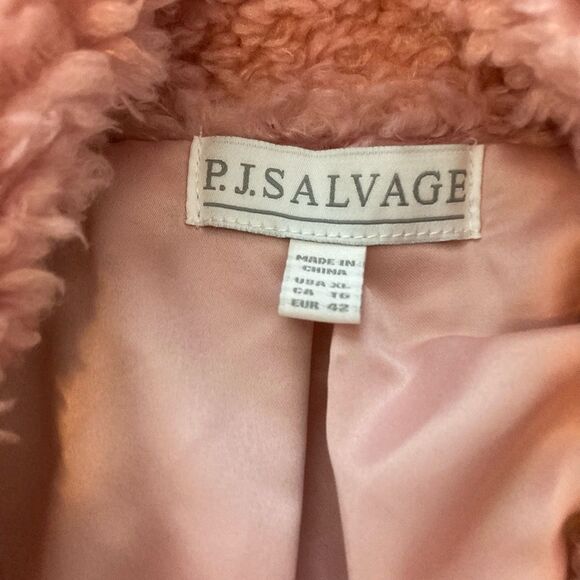 P.J.SALVAGE
MADE IN
CHINA
USA XL
CA 16
EUR 42